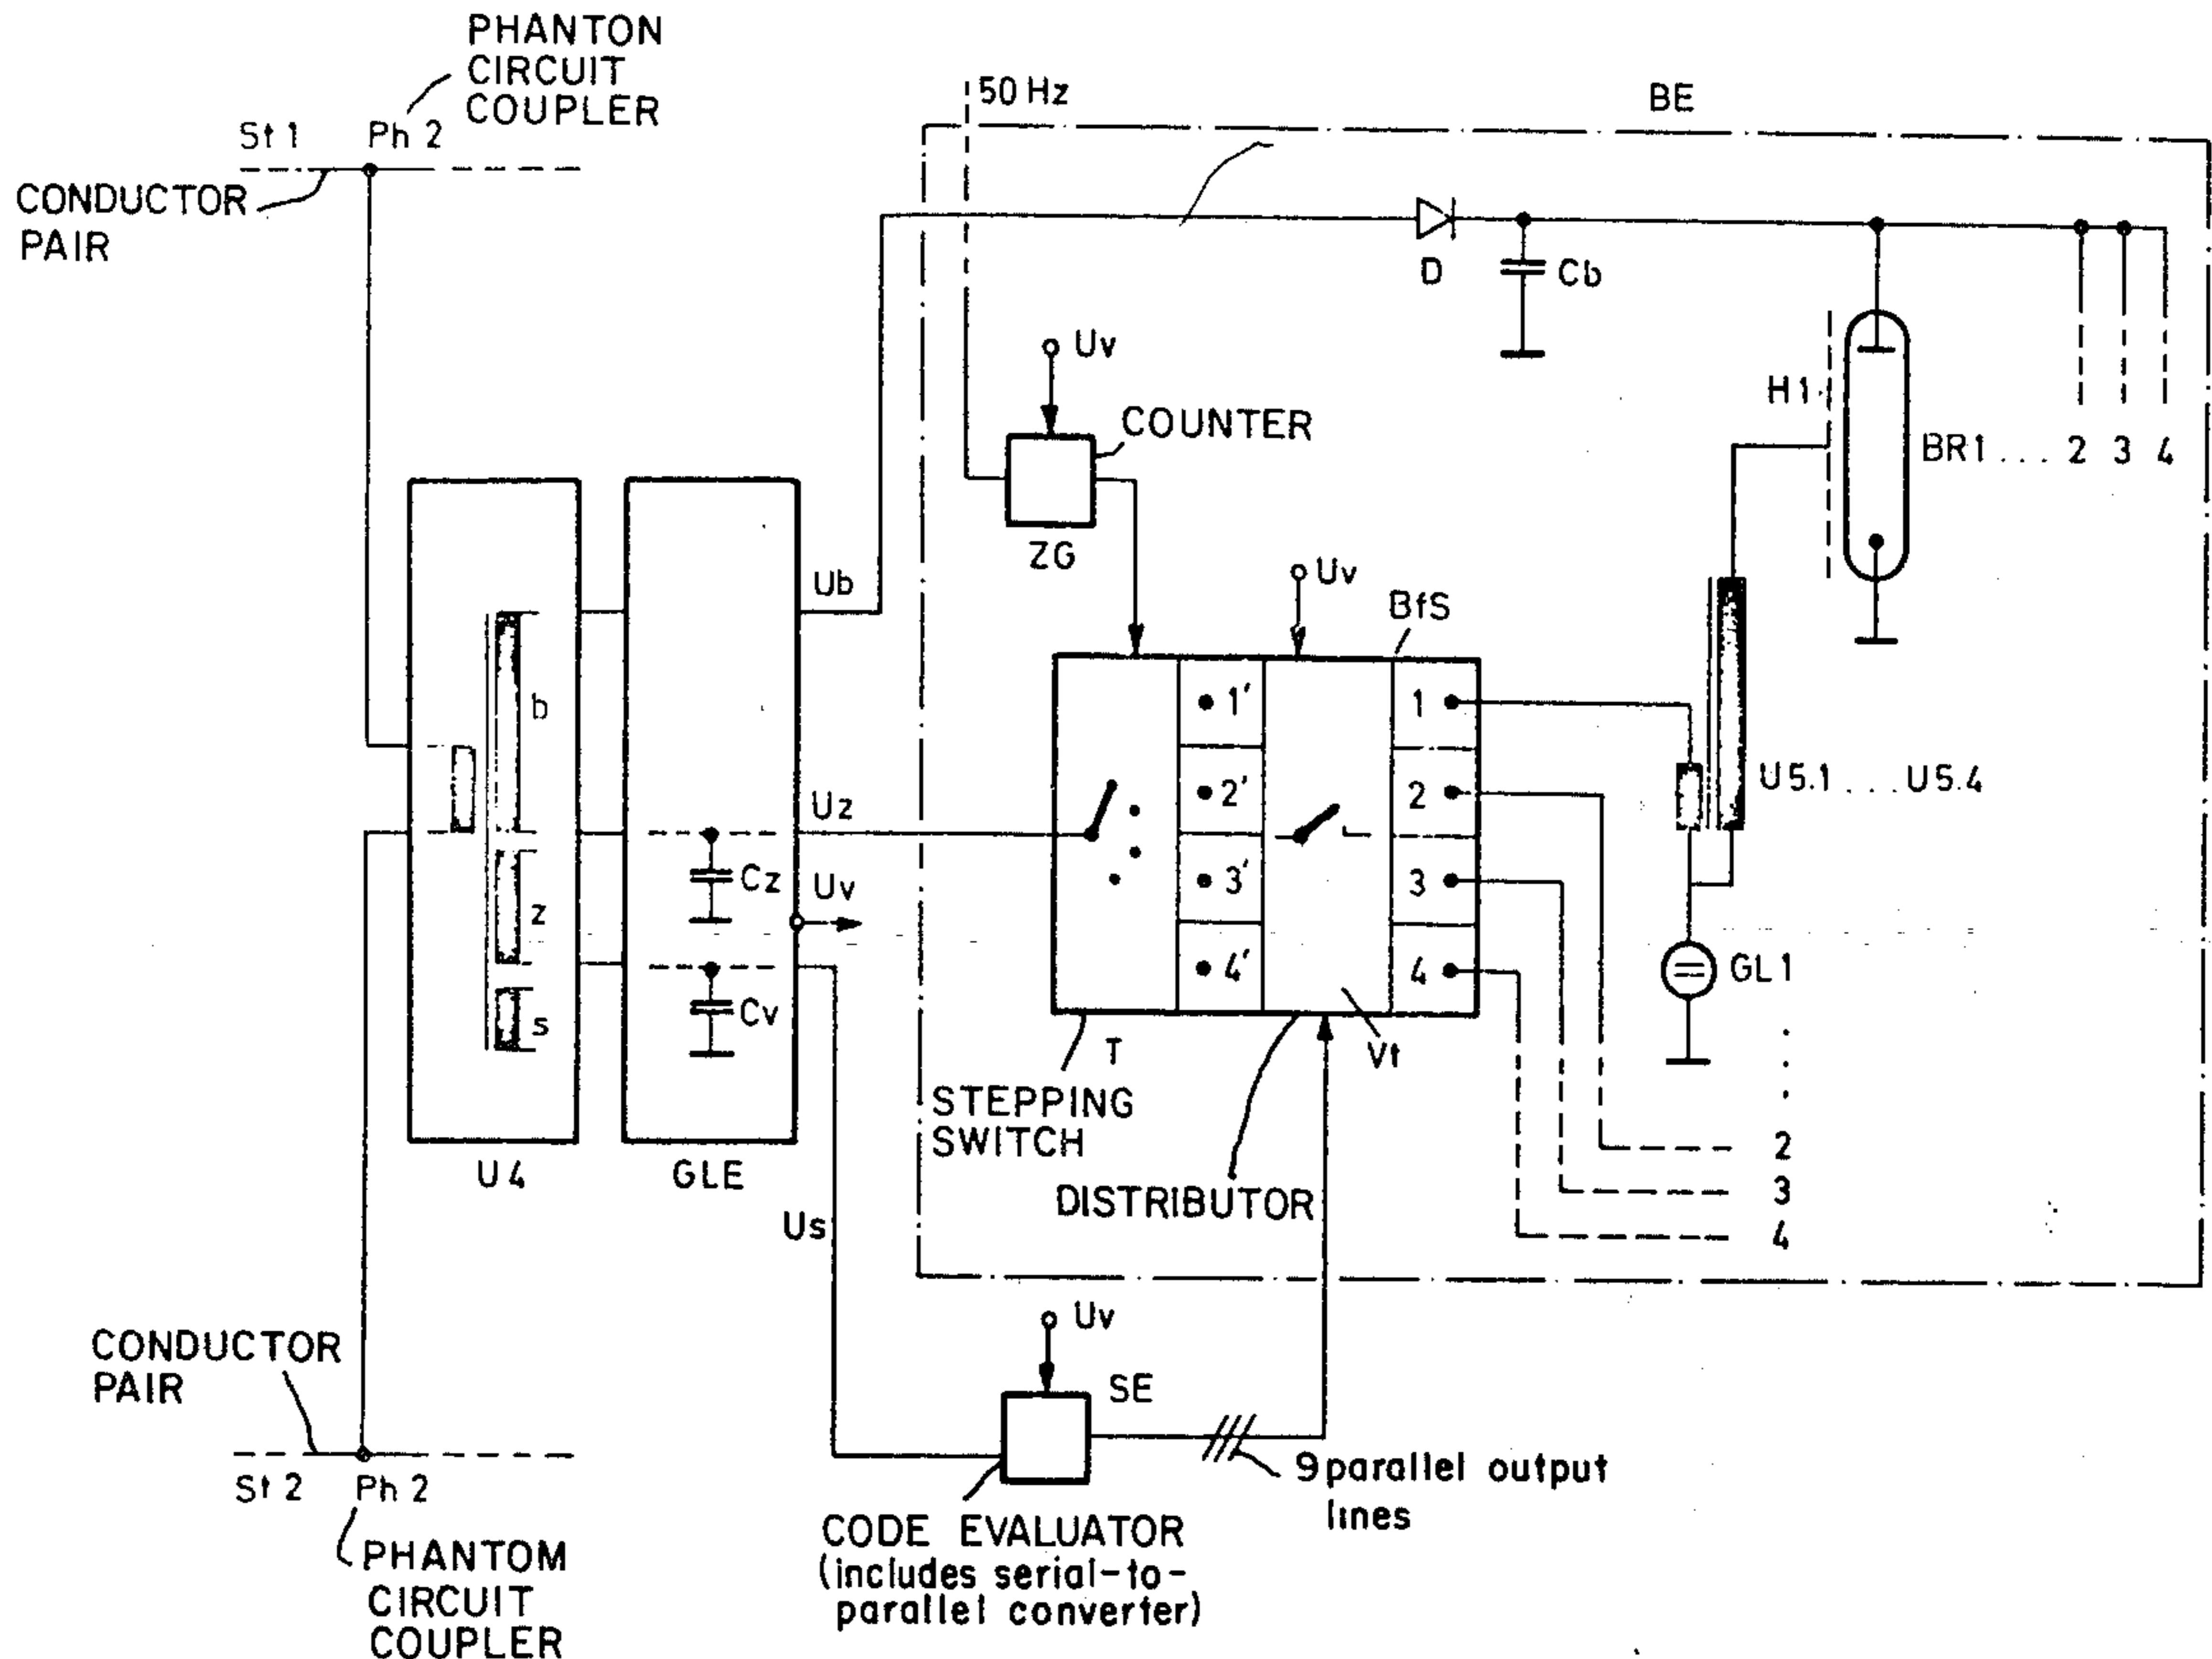 PHANTON
CIRCUIT
COUPLER
St 1
Ph 2
CONDUCTOR
PAIR
50 Hz
BE
D
Cb
Uv
COUNTER
ZG
H1
BR1 ... 2 3 4
Ub
Uv
BfS
b
z
s
Uz
Cz
Uv
Cv
1'
2'
3'
4'
1
2
3
4
U5.1 ... U5.4
GL1
T
Vt
STEPPING
SWITCH
DISTRIBUTOR
2
3
4
U4
GLE
Us
Uv
SE
9 parallel output
lines
CODE EVALUATOR
(includes serial-to-
parallel converter)
CONDUCTOR
PAIR
St 2
Ph 2
PHANTOM
CIRCUIT
COUPLER